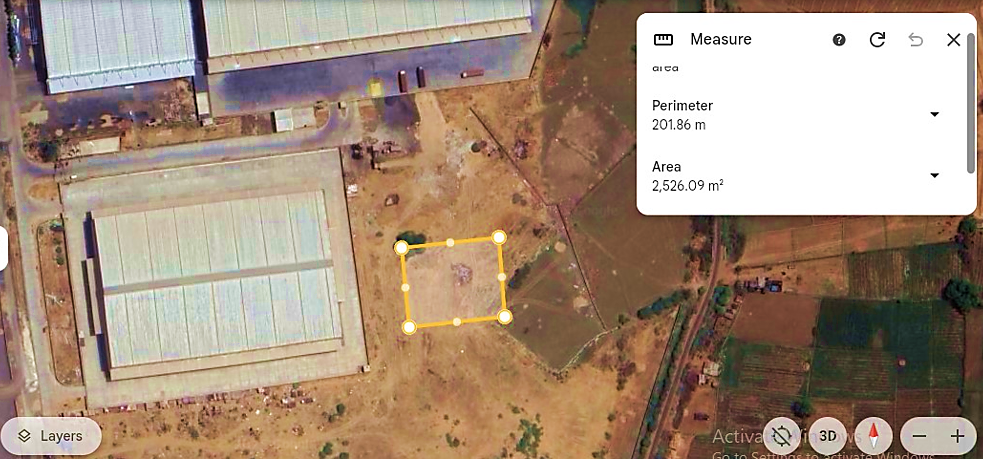 Measure
area
Perimeter
201.86 m
Area
2,526.09 m²
Google
Layers
3D
Activate Windows
Go to Settings to activate Windows.